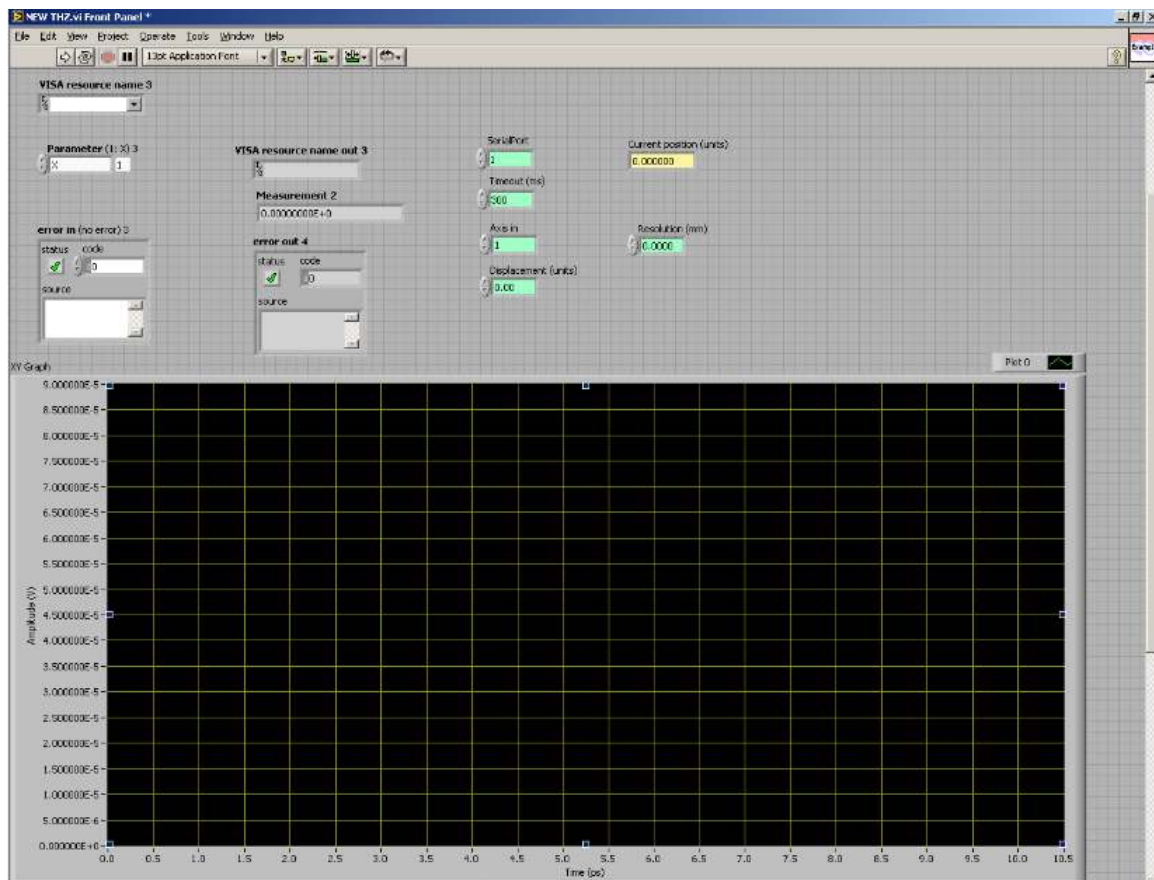 NEW THZ.vi Front Panel *
File Edit View Project Operate Tools Window Help
13pt Application Font
VISA resource name 3
Parameter (1: X) 3
X 1
VISA resource name out 3
Measurement 2
0.00000000E+0
error in (no error) 3
status code
0
source
error out 4
status code
0
source
SerialPort
1
Timeout (ms)
300
Axis in
1
Displacement (units)
0.00
Current position (units)
0.000000
Resolution (mm)
0.0000
XY Graph
Plot 0
9.000000E-5
8.500000E-5
8.000000E-5
7.500000E-5
7.000000E-5
6.500000E-5
6.000000E-5
5.500000E-5
5.000000E-5
4.500000E-5
4.000000E-5
3.500000E-5
3.000000E-5
2.500000E-5
2.000000E-5
1.500000E-5
1.000000E-5
5.000000E-6
0.000000E+0
Amplitude (V)
0.0 0.5 1.0 1.5 2.0 2.5 3.0 3.5 4.0 4.5 5.0 5.5 6.0 6.5 7.0 7.5 8.0 8.5 9.0 9.5 10.0 10.5
Time (ps)